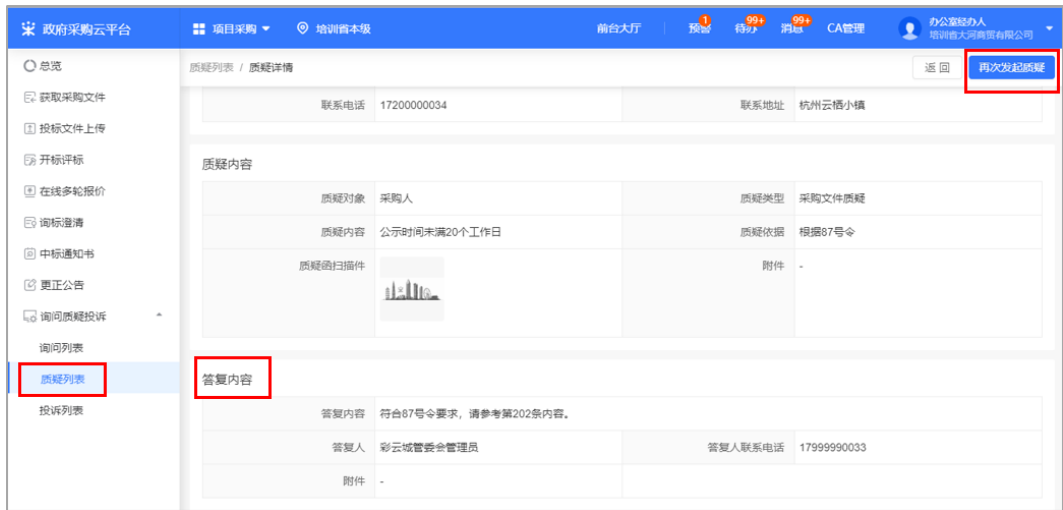 政府采购云平台 项目采购 培训省本级 前台大厅 预警 1 待办 99+ 消息 99+ CA管理 办公室经办人
培训省大河商贸有限公司
总览 质疑列表 / 质疑详情 返回 再次发起质疑
获取采购文件 联系电话 17200000034 联系地址 杭州云栖小镇
投标文件上传
开标评标 质疑内容
在线多轮报价 质疑对象 采购人 质疑类型 采购文件质疑
询标澄清 质疑内容 公示时间未满20个工作日 质疑依据 根据87号令
中标通知书 质疑函扫描件 附件 -
更正公告
询问质疑投诉
询问列表
质疑列表 答复内容
投诉列表 答复内容 符合87号令要求，请参考第202条内容。
答复人 彩云城管委会管理员 答复人联系电话 17999990033
附件 -